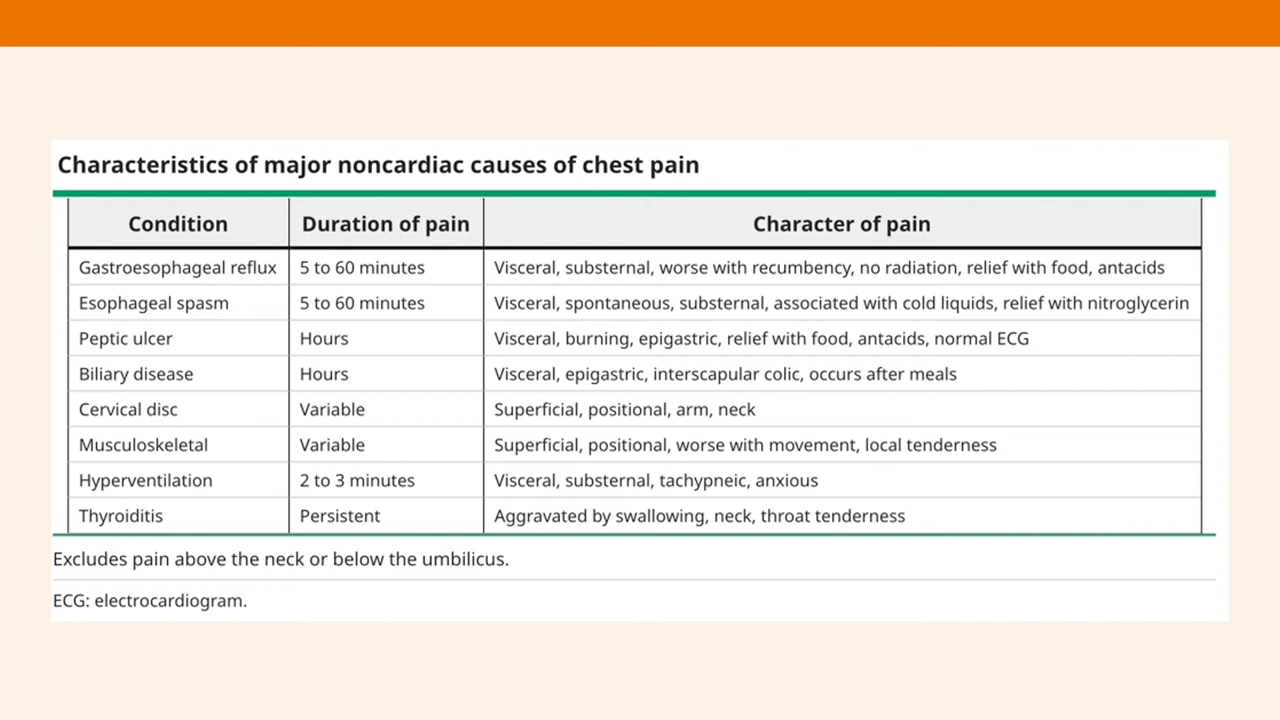 Characteristics of major noncardiac causes of chest pain
Condition Duration of pain Character of pain
Gastroesophageal reflux 5 to 60 minutes Visceral, substernal, worse with recumbency, no radiation, relief with food, antacids
Esophageal spasm 5 to 60 minutes Visceral, spontaneous, substernal, associated with cold liquids, relief with nitroglycerin
Peptic ulcer Hours Visceral, burning, epigastric, relief with food, antacids, normal ECG
Biliary disease Hours Visceral, epigastric, interscapular colic, occurs after meals
Cervical disc Variable Superficial, positional, arm, neck
Musculoskeletal Variable Superficial, positional, worse with movement, local tenderness
Hyperventilation 2 to 3 minutes Visceral, substernal, tachypneic, anxious
Thyroiditis Persistent Aggravated by swallowing, neck, throat tenderness
Excludes pain above the neck or below the umbilicus.
ECG: electrocardiogram.